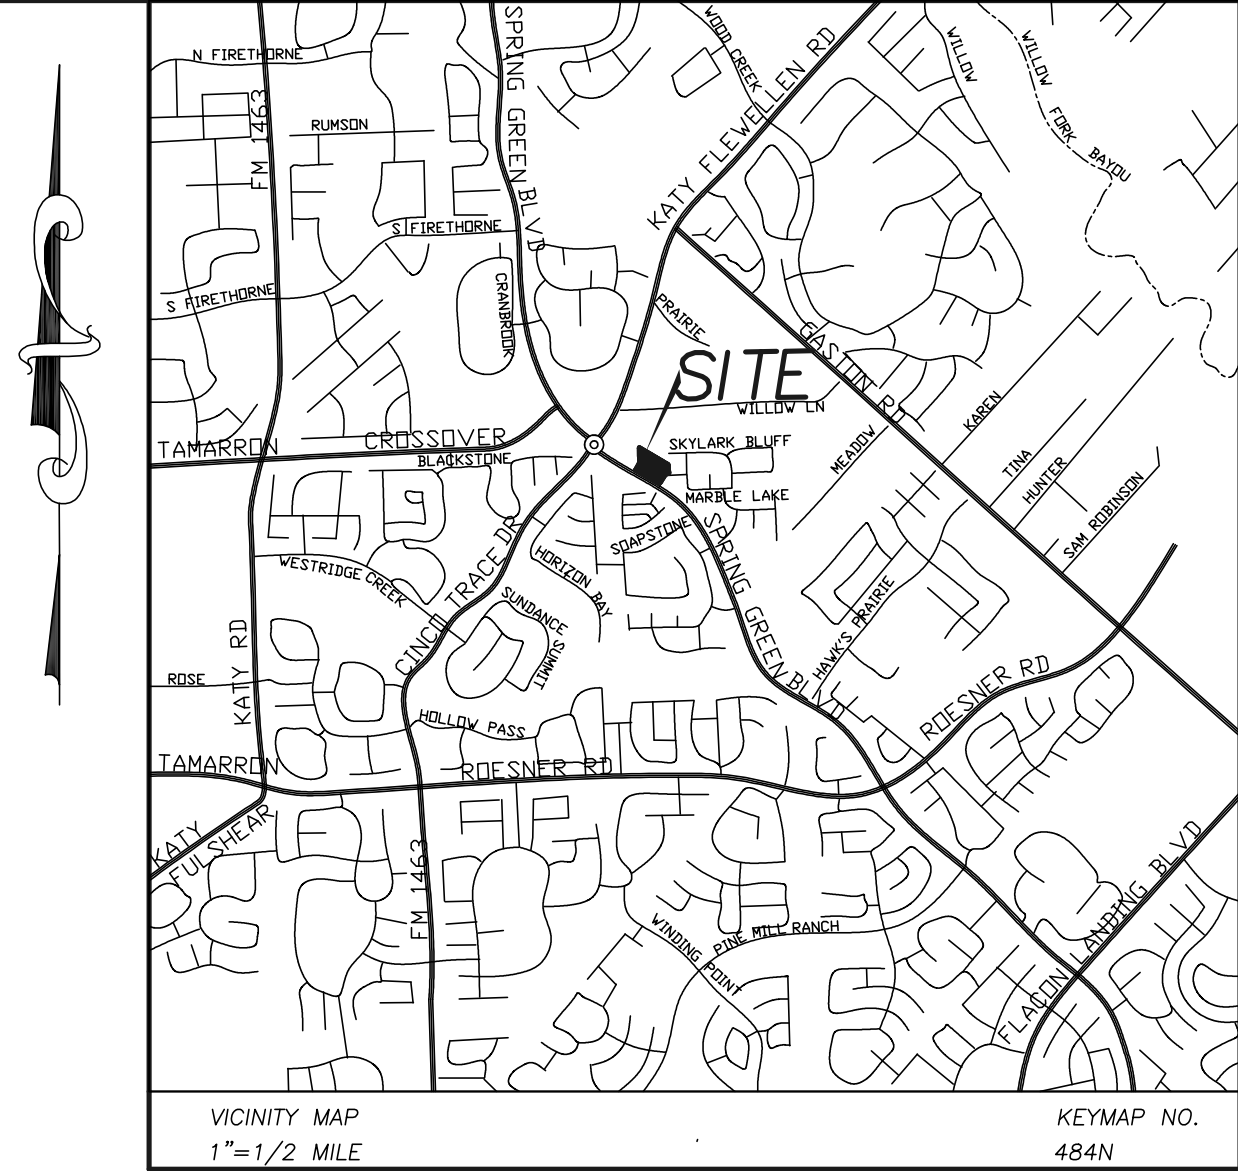 N FIRETHORNE
FM 1463
RUMSON
SPRING GREEN BLVD
WOOD CREEK
KATY FLEWELLEN RD
WILLOW
WILLOW FORK BAYOU
S FIRETHORNE
S FIRETHORNE
CRANBROOK
PRAIRIE
GASTON RD
SITE
WILLOW LN
KAREN
TAMARRON
CROSSOVER
BLACKSTONE
SKYLARK BLUFF
MEADOW
TINA
HUNTER
SAM ROBINSON
MARBLE LAKE
SOAPSTONE
SPRING GREEN BLVD
WESTRIDGE CREEK
CINCO TRACE DR
HORIZON BAY
SUNDANCE
SUMMIT
HAWK'S PRAIRIE
KATY RD
ROSE
HOLLOW PASS
ROESNER RD
TAMARRON
ROESNER RD
KATY
FULSHEAR
FM 1463
WINDING POINT
PINE MILL RANCH
FLACON LANDING BLVD
VICINITY MAP
1"=1/2 MILE
KEYMAP NO.
484N